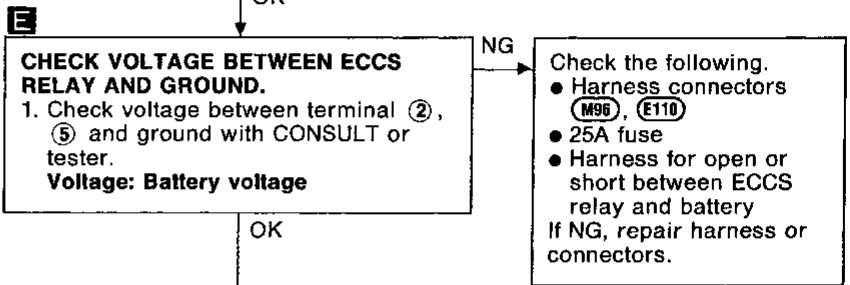 OK
E
CHECK VOLTAGE BETWEEN ECCS
RELAY AND GROUND.
1. Check voltage between terminal ②,
⑤ and ground with CONSULT or
tester.
Voltage: Battery voltage
NG
Check the following.
● Harness connectors
(M96), (E110)
● 25A fuse
● Harness for open or
short between ECCS
relay and battery
If NG, repair harness or
connectors.
OK